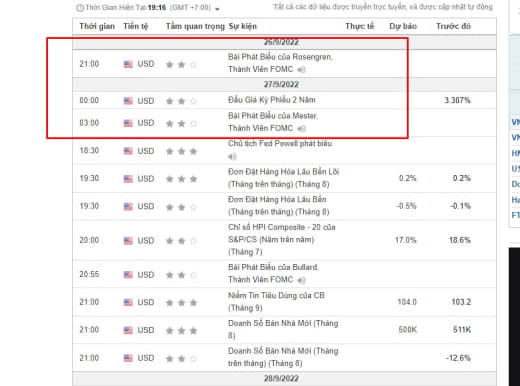 Thời Gian Hiện Tại: 19:16 (GMT +7:00)
Tất cả các dữ liệu được truyền trực tuyến, và được cập nhật tự động.
Thời gian Tiền tệ Tầm quan trọng Sự kiện Thực tế Dự báo Trước đó
26/9/2022
21:00 USD Bài Phát Biểu của Rosengren,
Thành Viên FOMC
27/9/2022
00:00 USD Đấu Giá Kỳ Phiếu 2 Năm 3.307%
03:00 USD Bài Phát Biểu của Mester,
Thành Viên FOMC
18:30 USD Chủ tịch Fed Powell phát biểu
19:30 USD Đơn Đặt Hàng Hóa Lâu Bền Lõi
(Tháng trên tháng) (Tháng 8) 0.2% 0.2%
19:30 USD Đơn Đặt Hàng Hóa Lâu Bền
(Tháng trên tháng) (Tháng 8) -0.5% -0.1%
20:00 USD Chỉ số HPI Composite - 20 của
S&P/CS (Năm trên năm) 17.0% 18.6%
(Tháng 7)
20:55 USD Bài Phát Biểu của Bullard,
Thành Viên FOMC
21:00 USD Niềm Tin Tiêu Dùng của CB
(Tháng 9) 104.0 103.2
21:00 USD Doanh Số Bán Nhà Mới (Tháng
8) 500K 511K
21:00 USD Doanh Số Bán Nhà Mới (Tháng
trên tháng) (Tháng 8) -12.6%
28/9/2022
VN
VN
HN
US
Do
Ha
FT